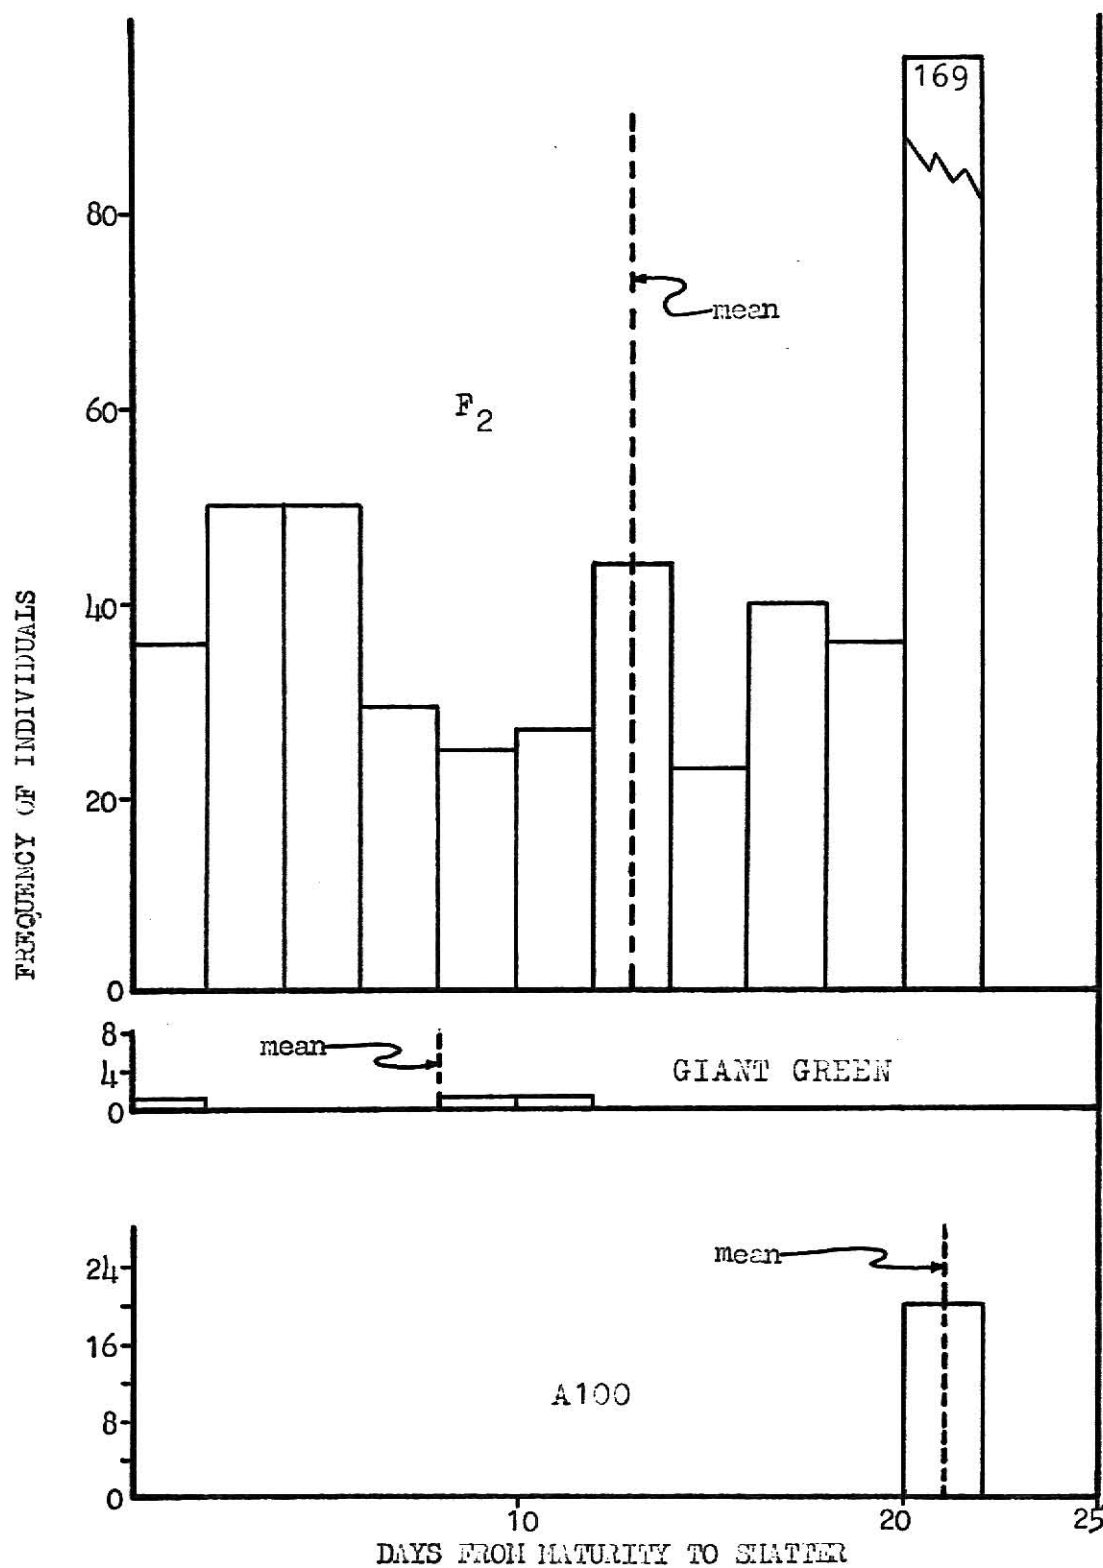 169
80
mean
60
F2
40
20
0
FREQUENCY OF INDIVIDUALS
8
mean
4
GIANT GREEN
0
mean
24
16
A100
8
0
10
20
25
DAYS FROM MATURITY TO SHATTER